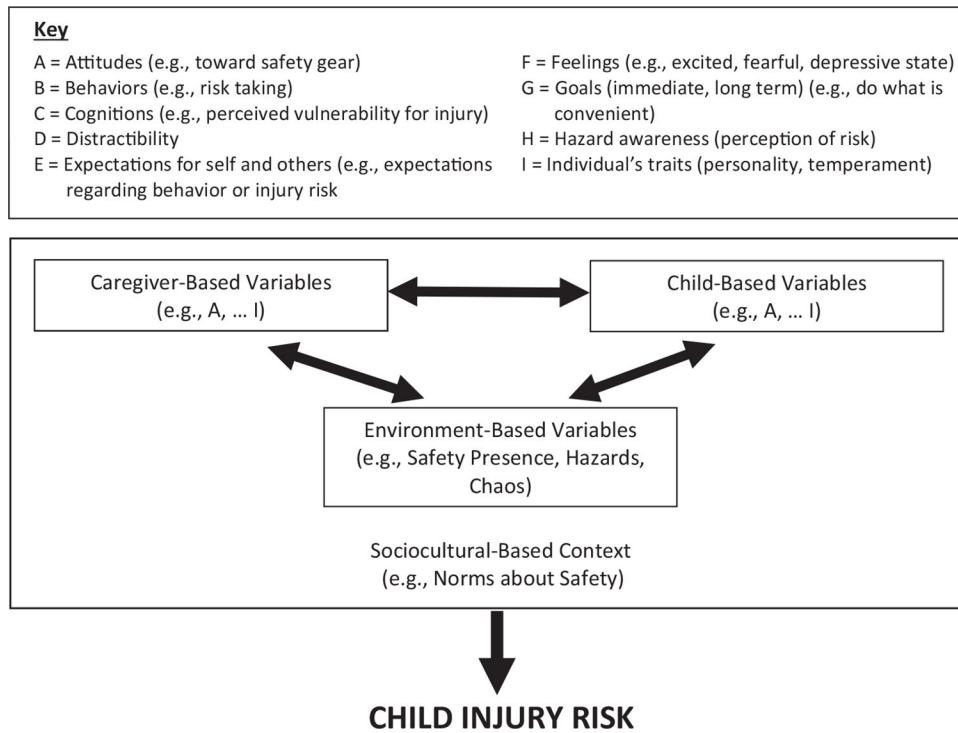 Key
A = Attitudes (e.g., toward safety gear)
B = Behaviors (e.g., risk taking)
C = Cognitions (e.g., perceived vulnerability for injury)
D = Distractibility
E = Expectations for self and others (e.g., expectations
regarding behavior or injury risk
F = Feelings (e.g., excited, fearful, depressive state)
G = Goals (immediate, long term) (e.g., do what is
convenient)
H = Hazard awareness (perception of risk)
I = Individual's traits (personality, temperament)
Caregiver-Based Variables
(e.g., A, ... I)
Child-Based Variables
(e.g., A, ... I)
Environment-Based Variables
(e.g., Safety Presence, Hazards,
Chaos)
Sociocultural-Based Context
(e.g., Norms about Safety)
CHILD INJURY RISK